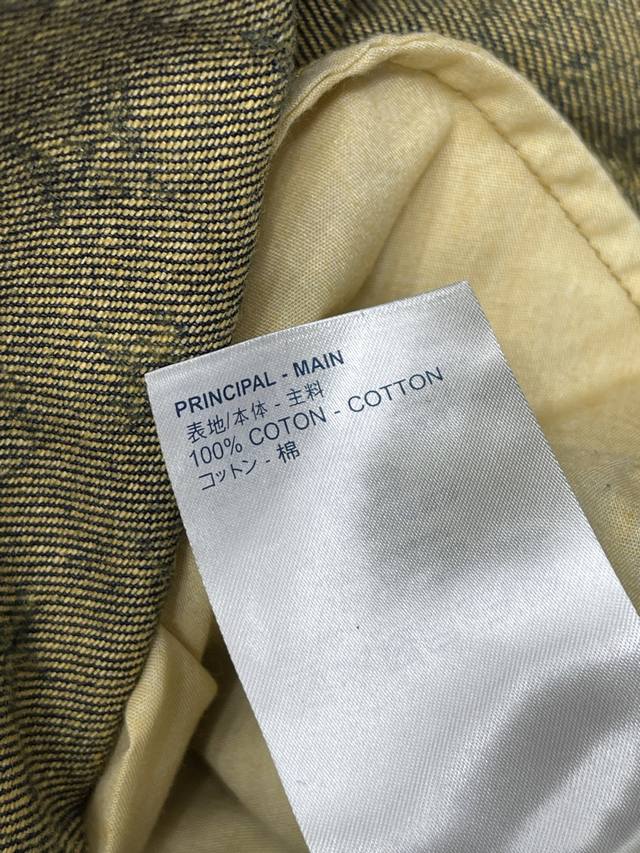 PRINCIPAL - MAIN
表地/本体 - 主料
100% COTON - COTTON
コットン - 棉